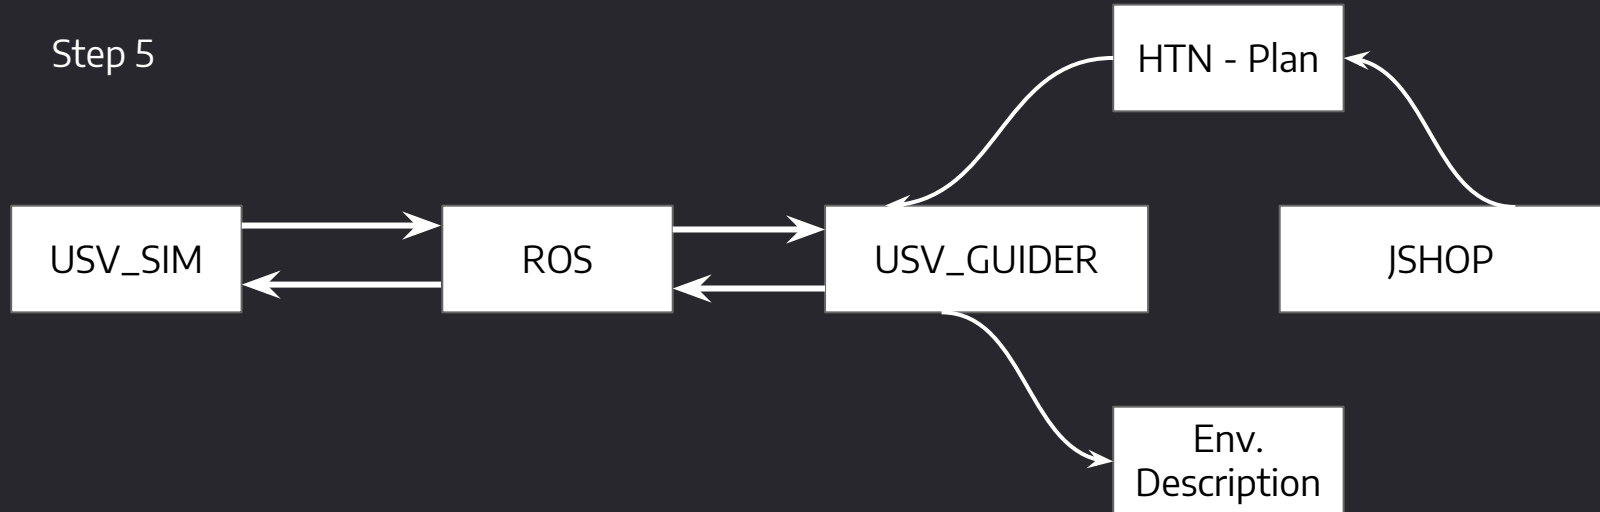 Step 5
HTN - Plan
USV_SIM
ROS
USV_GUIDER
JSHOP
Env.
Description